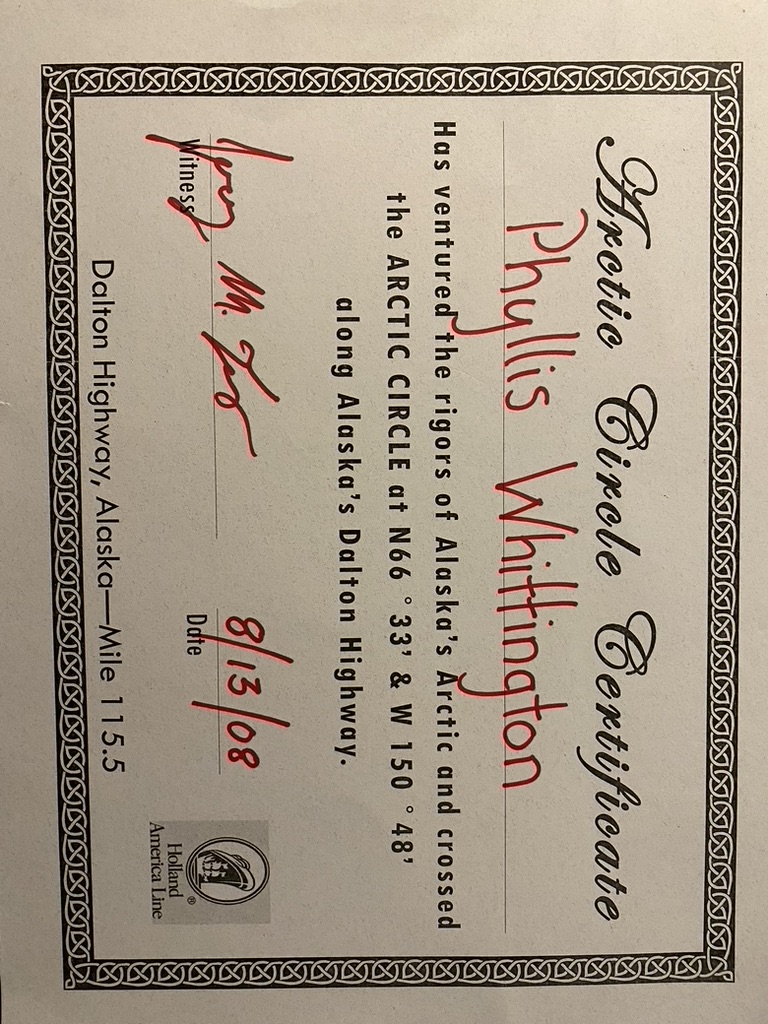 Arctic Circle Certificate
Phyllis Whittington
Has ventured the rigors of Alaska's Arctic and crossed
the ARCTIC CIRCLE at N66 ° 33' & W 150 ° 48'
along Alaska's Dalton Highway.
M. 8/13/08
Witness Date
Dalton Highway, Alaska—Mile 115.5
Holland
America Line®